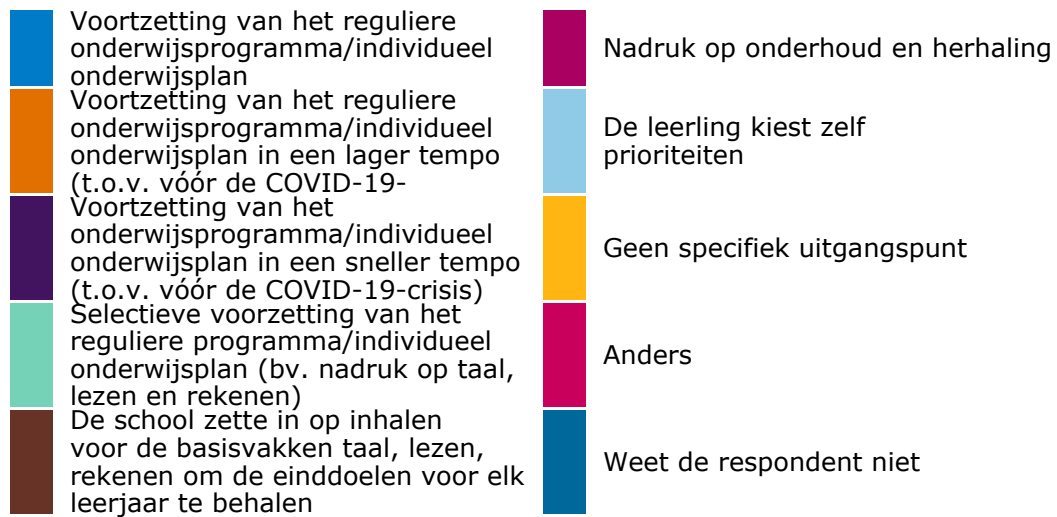 Voortzetting van het reguliere
onderwijsprogramma/individueel
onderwijsplan
Voortzetting van het reguliere
onderwijsprogramma/individueel
onderwijsplan in een lager tempo
(t.o.v. vóór de COVID-19-
Voortzetting van het
onderwijsprogramma/individueel
onderwijsplan in een sneller tempo
(t.o.v. vóór de COVID-19-crisis)
Selectieve voorzetting van het
reguliere programma/individueel
onderwijsplan (bv. nadruk op taal,
lezen en rekenen)
De school zette in op inhalen
voor de basisvakken taal, lezen,
rekenen om de einddoelen voor elk
leerjaar te behalen
Nadruk op onderhoud en herhaling
De leerling kiest zelf
prioriteiten
Geen specifiek uitgangspunt
Anders
Weet de respondent niet